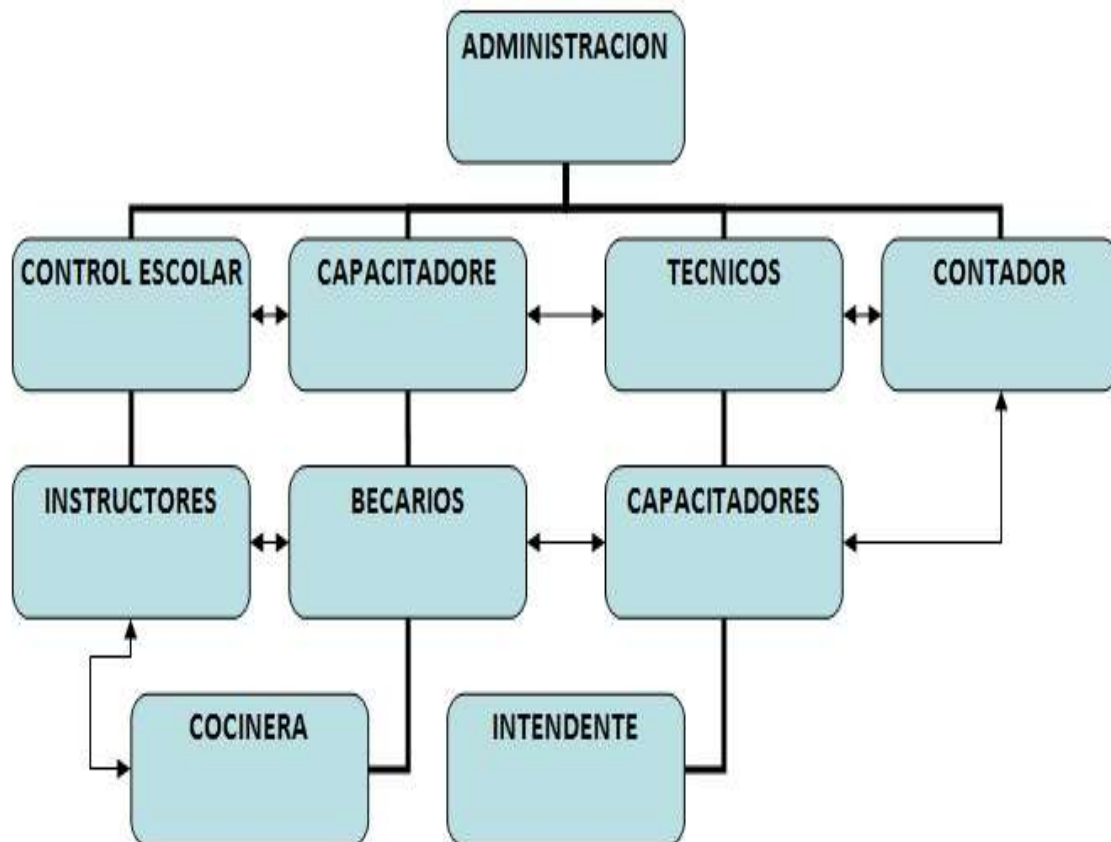 ADMINISTRACION
CONTROL ESCOLAR
CAPACITADORE
TECNICOS
CONTADOR
INSTRUCTORES
BECARIOS
CAPACITADORES
COCINERA
INTENDENTE